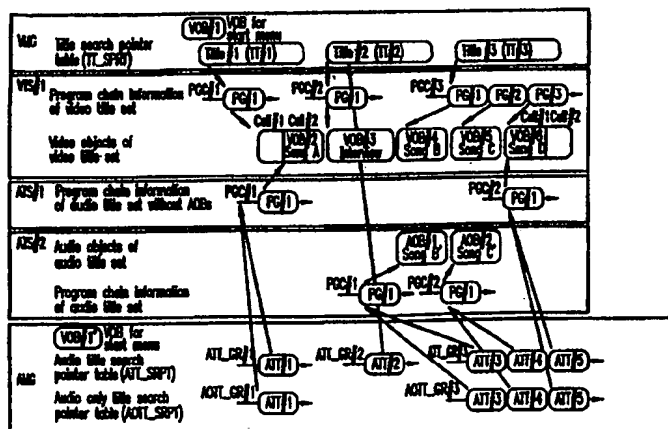 VMG
Title search pointer
table (TT_SPRT)
VOB#1
VOB for
start menu
Title #1 (TT#1)
Title #2 (TT#2)
Title #3 (TT#3)
VTS#1
Program chain information
of video title set
PGC#1
PG#1
PGC#2
PG#1
PGC#3
PG#1
PG#2
PG#3
Video objects of
video title set
Cell#1 Cell#2
VOB#2
Song A
VOB#3
Interview
VOB#4
Song B
VOB#5
Song C
Cell#1 Cell#2
Song D
ATS#1
Program chain information
of audio title set without AOBs
PGC#1
PG#1
PGC#2
PG#1
ATS#2
Audio objects of
audio title set
AOB#1
Song B'
AOB#2
Song C'
Program chain information
of audio title set
PGC#1
PG#1
PGC#2
PG#1
AMG
VOB#1'
VOB for
start menu
Audio title search
pointer table (ATT_SRPT)
ATT_GR#1
ATT#1
ATT_GR#2
ATT#2
ATT_GR#3
ATT#3
ATT#4
ATT#5
Audio only title search
pointer table (AOTT_SRPT)
AOTT_GR#1
ATT#1
AOTT_GR#3
ATT#3
ATT#4
ATT#5